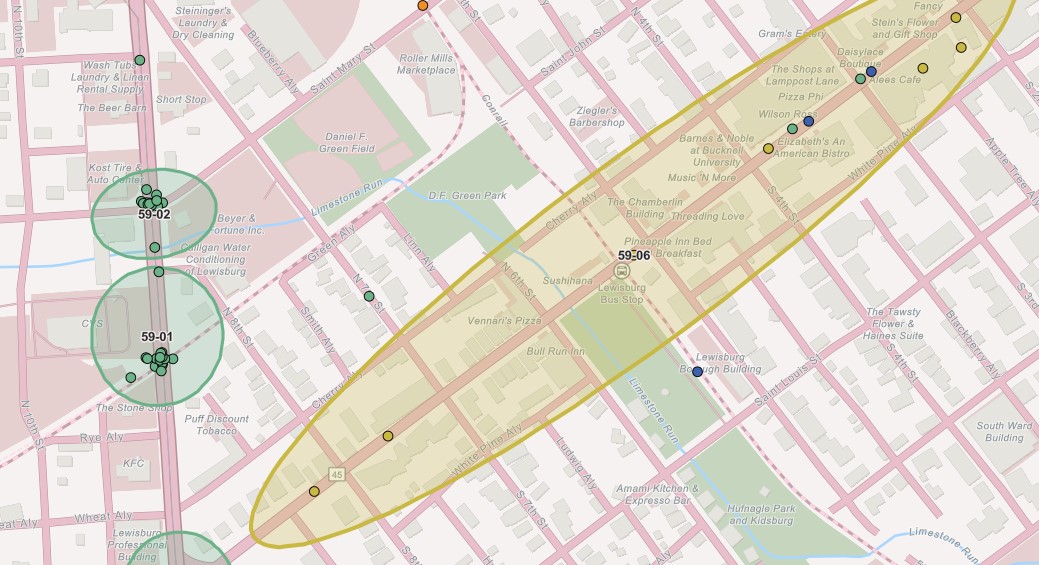 N 10th St
Steininger's
Laundry &
Dry Cleaning
Blueberry Aly
Saint Mary St
Roller Mills
Marketplace
Saint John St
N 4th St
Gram's Eatery
Fancy
Stein's Flower
and Gift Shop
Daisylace
Boutique
The Shops at
Lamppost Lane
Alees Cafe
Pizza Phi
Wilson Ross
Elizabeth's An
American Bistro
White Pine Aly
Wash Tub
Laundry & Linen
Rental Supply
Short Stop
The Beer Barn
Conrail
Ziegler's
Barbershop
Daniel F.
Green Field
Barnes & Noble
at Bucknell
University
Music 'N More
Apple Tree Aly
Kost Tire &
Auto Center
59-02
Limestone Run
D.F. Green Park
Cherry Aly
The Chamberlin
Building
Threading Love
S 4th St
Beyer &
Fortune Inc.
Culligan Water
Conditioning
of Lewisburg
Green Aly
Linn Aly
59-06
Pineapple Inn Bed
Breakfast
N 6th St
Sushihana
Lewisburg
Bus Stop
S 3rd
N 7th St
CVS
59-01
N 8th St
Smith Aly
Vennari's Pizza
Bull Run Inn
The Tawsty
Flower &
Haines Suite
Blackberry Aly
S 4th St
Lewisburg
Borough Building
Saint Louis
Cherry Aly
Limestone Run
The Stone Shop
Puff Discount
Tobacco
N 10th St
Rye Aly
KFC
45
White Pine Aly
Ludwig Aly
South Ward
Building
Amami Kitchen &
Expresso Bar
S 7th St
Hufnagle Park
and Kidsburg
Wheat Aly
Lewisburg
Professional
Building
Limestone Run